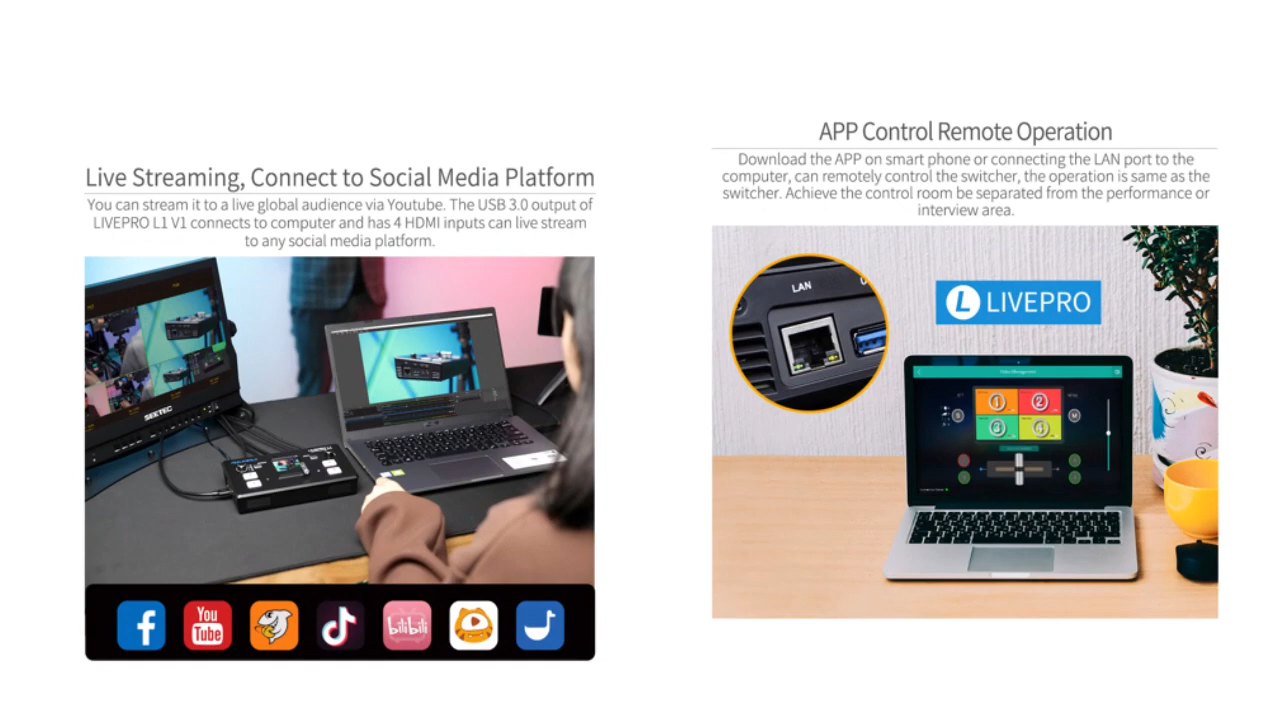 Live Streaming, Connect to Social Media Platform
You can stream it to a live global audience via Youtube. The USB 3.0 output of
LIVEPRO L1 V1 connects to computer and has 4 HDMI inputs can live stream
to any social media platform.
SEETEC
You
Tube
bilibili
APP Control Remote Operation
Download the APP on smart phone or connecting the LAN port to the
computer, can remotely control the switcher, the operation is same as the
switcher. Achieve the control room be separated from the performance or
interview area.
LAN
L LIVEPRO
1 2
3 4
M